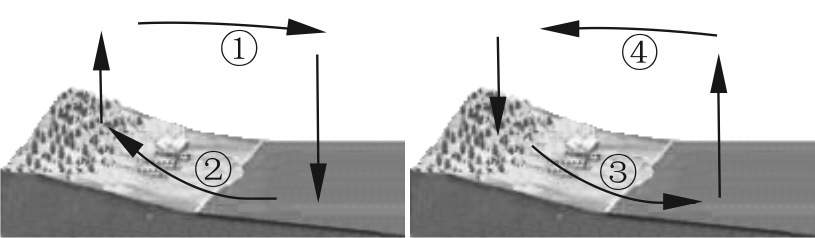 ①
④
②
③